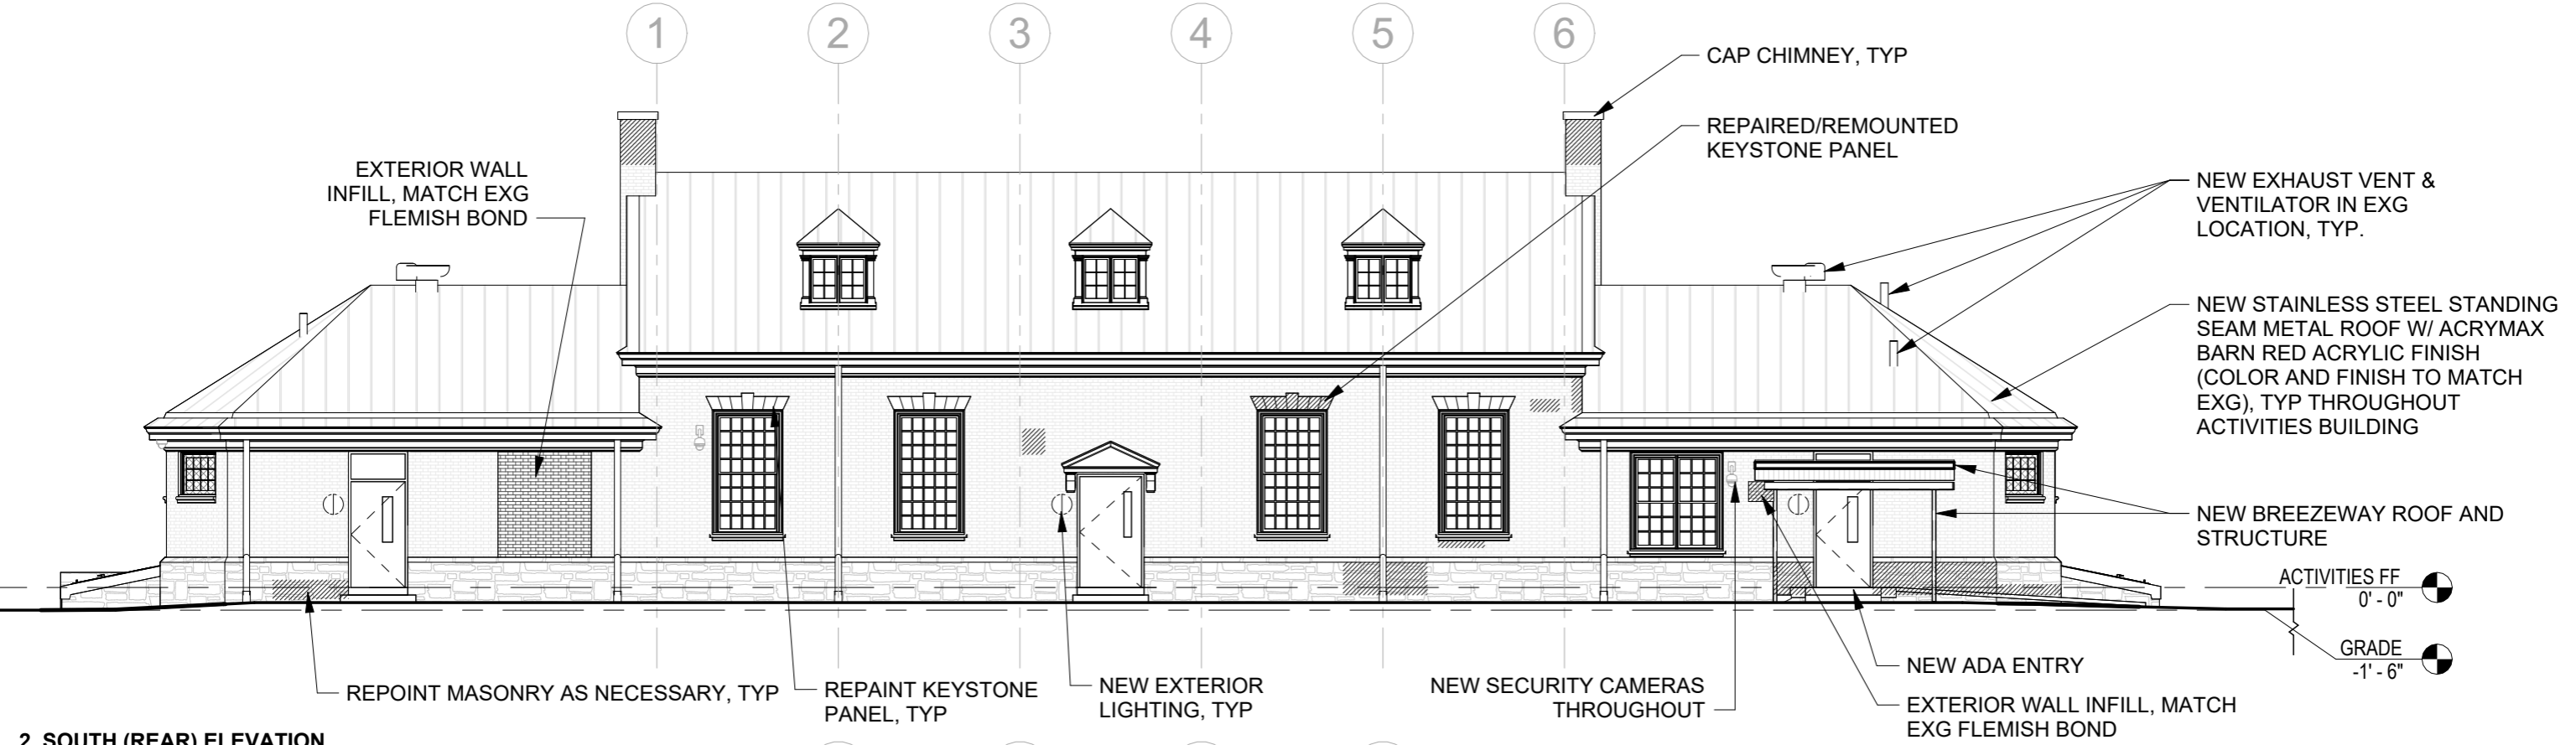 1 2 3 4 5 6
CAP CHIMNEY, TYP
REPAIRED/REMOUNTED
KEYSTONE PANEL
EXTERIOR WALL
INFILL, MATCH EXG
FLEMISH BOND
NEW EXHAUST VENT &
VENTILATOR IN EXG
LOCATION, TYP.
NEW STAINLESS STEEL STANDING
SEAM METAL ROOF W/ ACRYMAX
BARN RED ACRYLIC FINISH
(COLOR AND FINISH TO MATCH
EXG), TYP THROUGHOUT
ACTIVITIES BUILDING
NEW BREEZEWAY ROOF AND
STRUCTURE
ACTIVITIES FF
0' - 0"
GRADE
-1' - 6"
REPOINT MASONRY AS NECESSARY, TYP
REPAINT KEYSTONE
PANEL, TYP
NEW EXTERIOR
LIGHTING, TYP
NEW SECURITY CAMERAS
THROUGHOUT
NEW ADA ENTRY
EXTERIOR WALL INFILL, MATCH
EXG FLEMISH BOND
2 SOUTH (REAR) ELEVATION